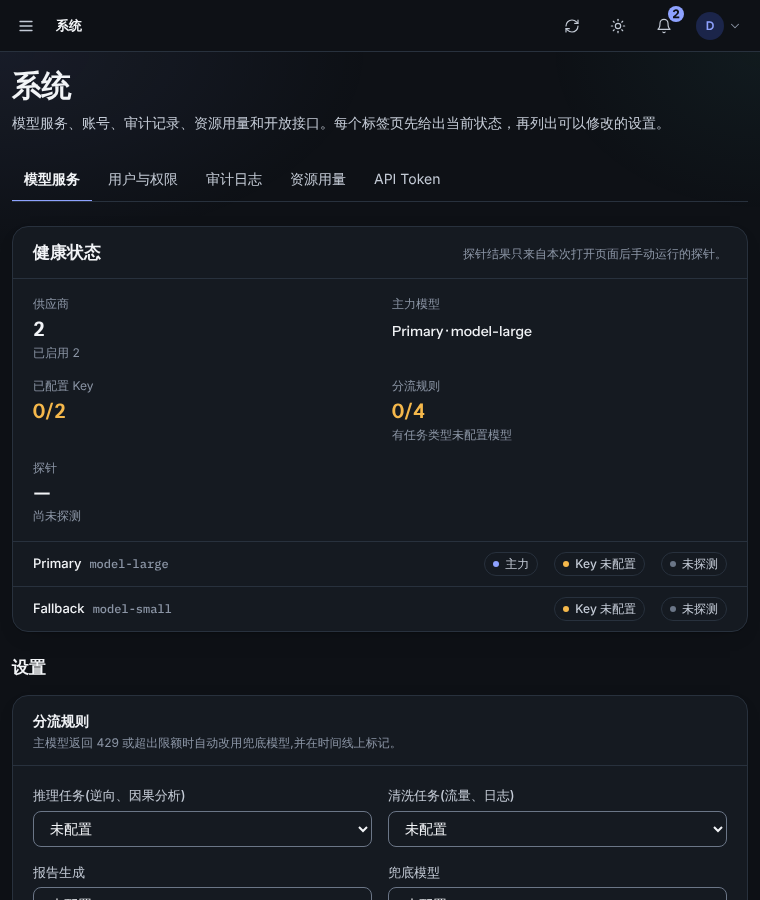 系统
2
D
系统
模型服务、账号、审计记录、资源用量和开放接口。每个标签页先给出当前状态，再列出可以修改的设置。
模型服务 用户与权限 审计日志 资源用量 API Token
健康状态
探针结果只来自本次打开页面后手动运行的探针。
供应商
2
已启用 2
主力模型
Primary · model-large
已配置 Key
0/2
分流规则
0/4
有任务类型未配置模型
探针
—
尚未探测
Primary model-large 主力 Key 未配置 未探测
Fallback model-small Key 未配置 未探测
设置
分流规则
主模型返回 429 或超出限额时自动改用兜底模型,并在时间线上标记。
推理任务(逆向、因果分析)
未配置
清洗任务(流量、日志)
未配置
报告生成
兜底模型